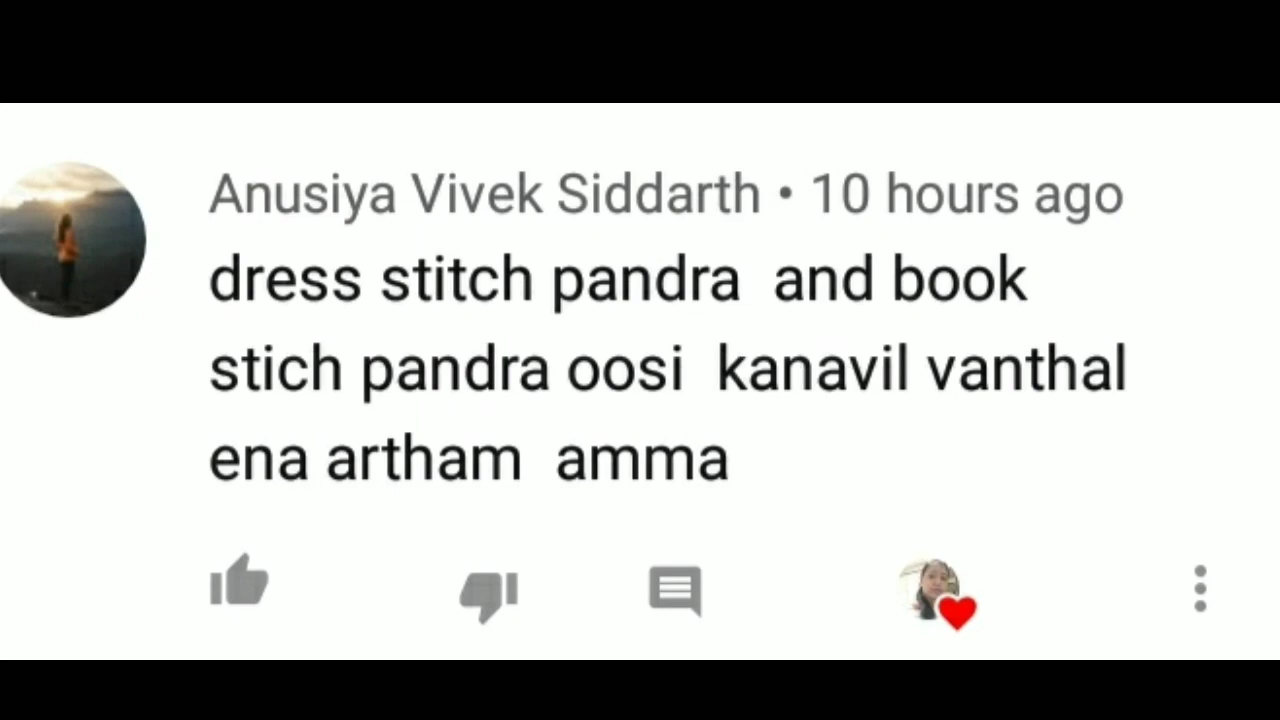 Anusiya Vivek Siddarth • 10 hours ago
dress stitch pandra and book
stich pandra oosi kanavil vanthal
ena artham amma